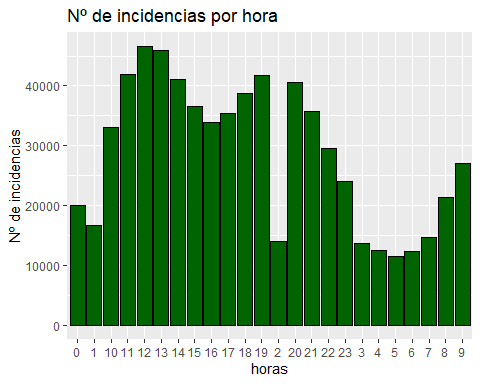 Nº de incidencias por hora
Nº de incidencias
40000
30000
20000
10000
0
0 1 10 11 12 13 14 15 16 17 18 19 2 20 21 22 23 3 4 5 6 7 8 9
horas